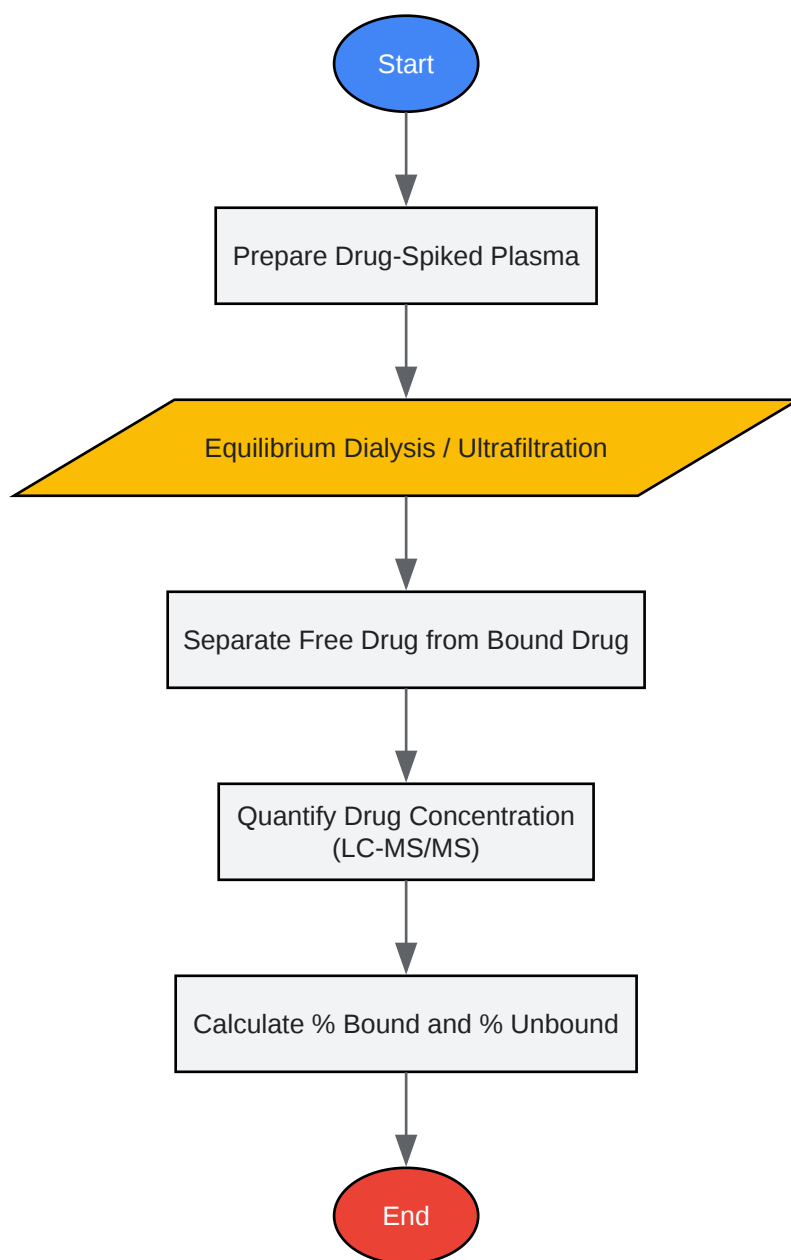 Start
Prepare Drug-Spiked Plasma
Equilibrium Dialysis / Ultrafiltration
Separate Free Drug from Bound Drug
Quantify Drug Concentration
(LC-MS/MS)
Calculate % Bound and % Unbound
End